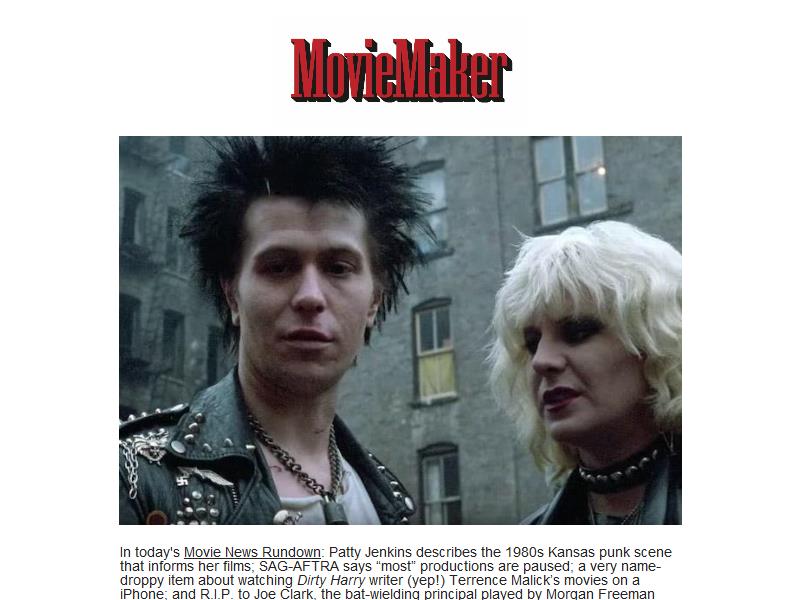 MovieMaker
In today's Movie News Rundown: Patty Jenkins describes the 1980s Kansas punk scene
that informs her films; SAG-AFTRA says “most” productions are paused; a very name-
droppy item about watching Dirty Harry writer (yep!) Terrence Malick’s movies on a
iPhone; and R.I.P. to Joe Clark, the bat-wielding principal played by Morgan Freeman